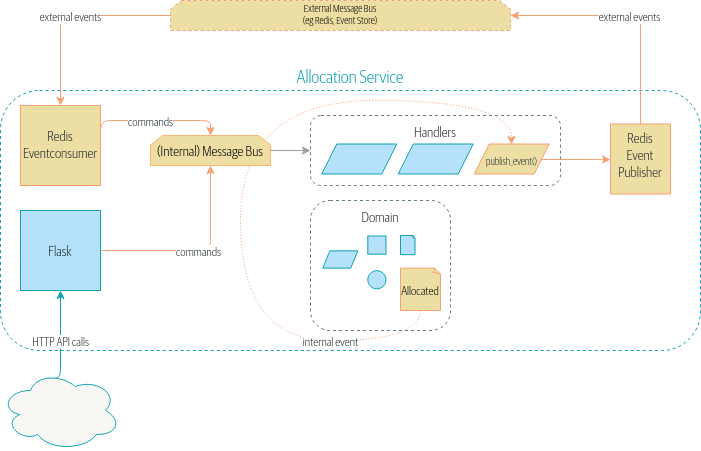 External Message Bus
(eg Redis, Event Store)
external events
external events
Allocation Service
Redis
Eventconsumer
commands
(Internal) Message Bus
Handlers
publish_event()
Redis
Event
Publisher
Flask
commands
Domain
Allocated
internal event
HTTP API calls